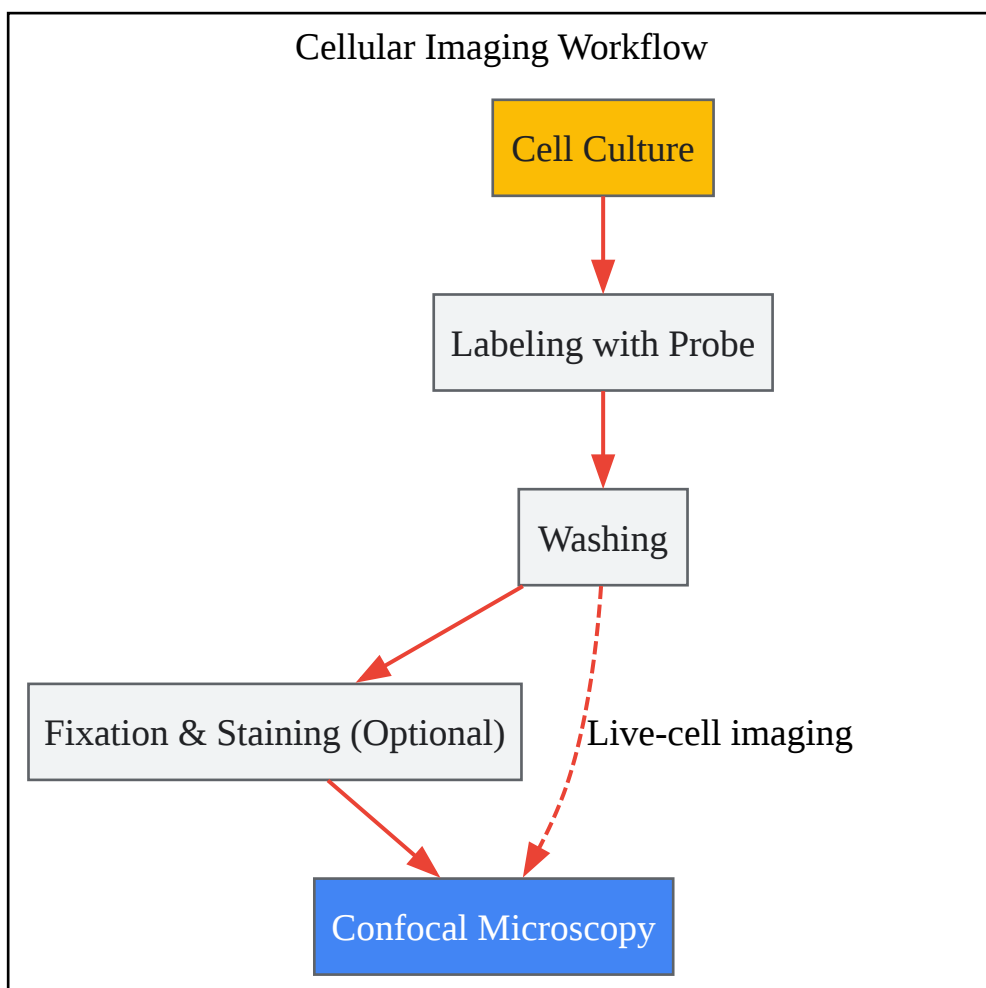 Cellular Imaging Workflow
Cell Culture
Labeling with Probe
Washing
Fixation & Staining (Optional)
Live-cell imaging
Confocal Microscopy